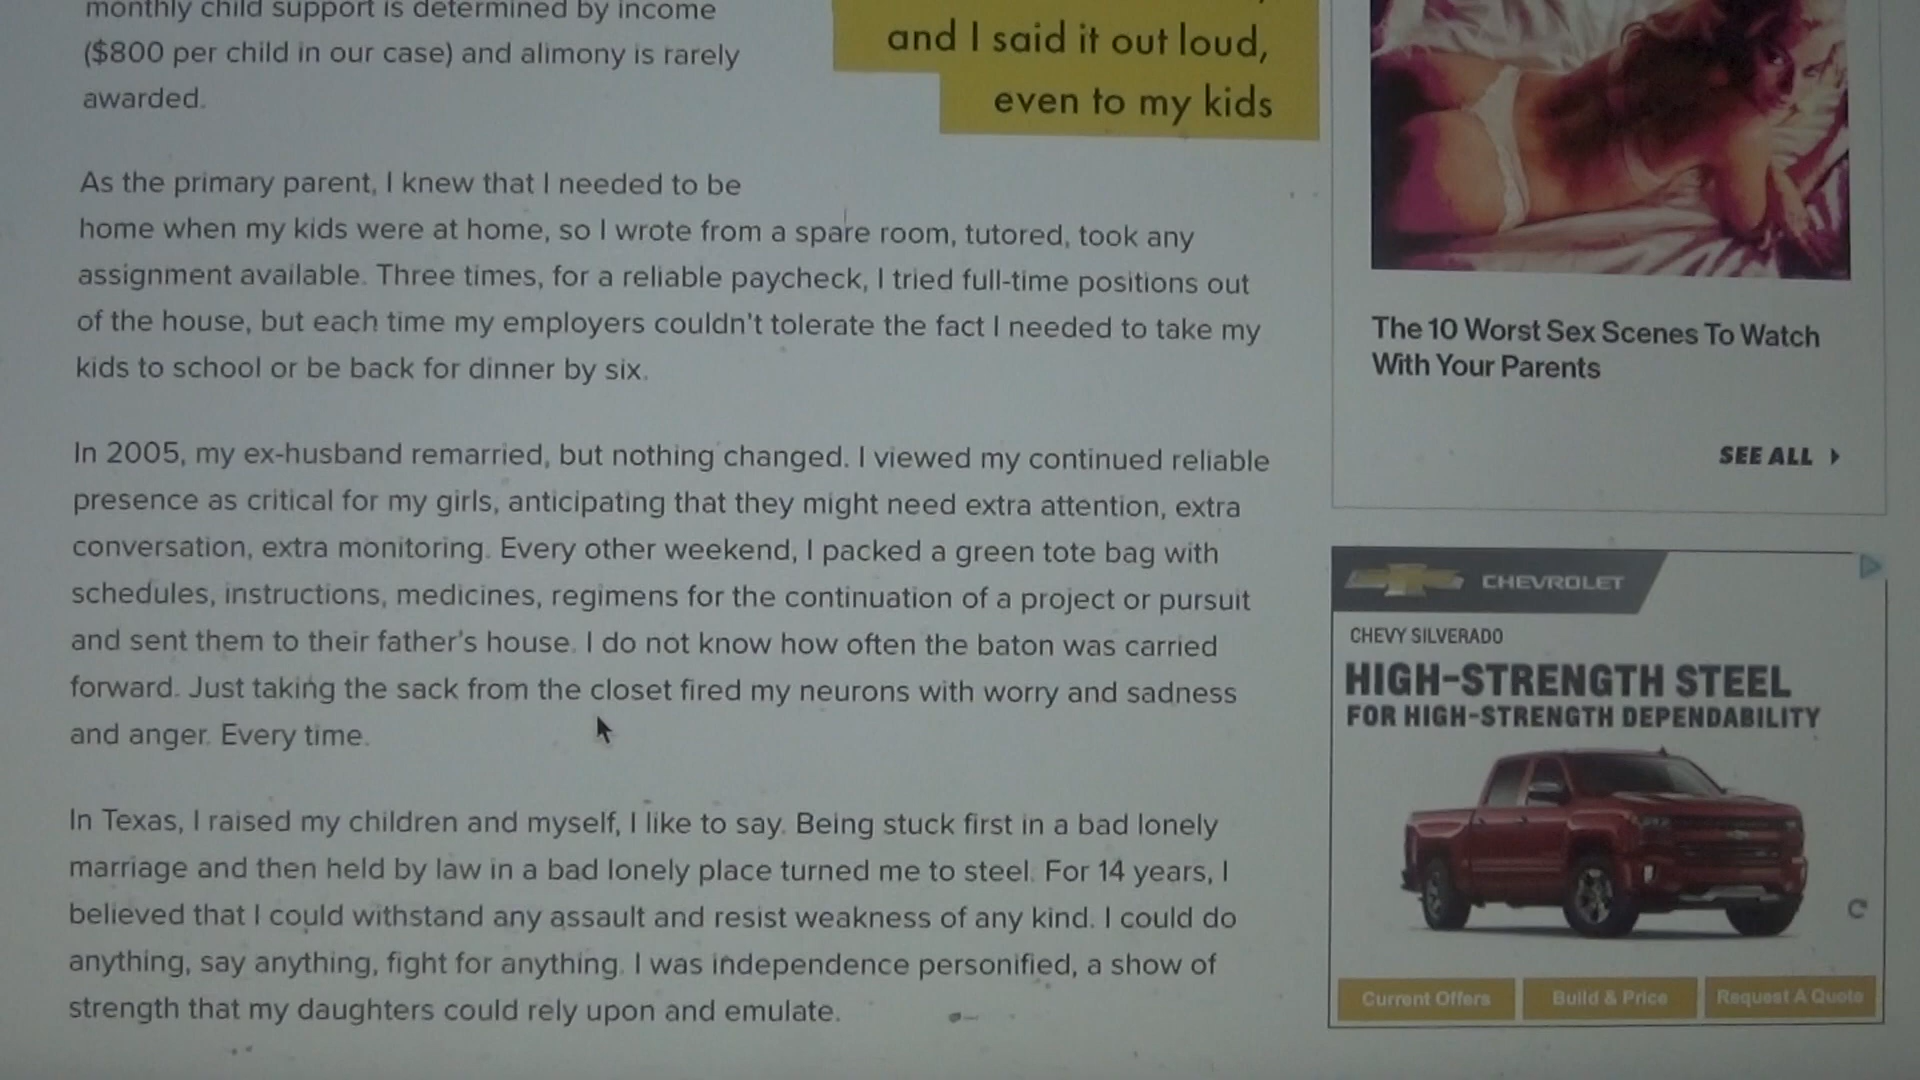 monthly child support is determined by income
($800 per child in our case) and alimony is rarely
awarded.
and I said it out loud,
even to my kids
As the primary parent, I knew that I needed to be
home when my kids were at home, so I wrote from a spare room, tutored, took any
assignment available. Three times, for a reliable paycheck, I tried full-time positions out
of the house, but each time my employers couldn't tolerate the fact I needed to take my
kids to school or be back for dinner by six.
In 2005, my ex-husband remarried, but nothing changed. I viewed my continued reliable
presence as critical for my girls, anticipating that they might need extra attention, extra
conversation, extra monitoring. Every other weekend, I packed a green tote bag with
schedules, instructions, medicines, regimens for the continuation of a project or pursuit
and sent them to their father's house. I do not know how often the baton was carried
forward. Just taking the sack from the closet fired my neurons with worry and sadness
and anger. Every time.
In Texas, I raised my children and myself, I like to say. Being stuck first in a bad lonely
marriage and then held by law in a bad lonely place turned me to steel. For 14 years, I
believed that I could withstand any assault and resist weakness of any kind. I could do
anything, say anything, fight for anything. I was independence personified, a show of
strength that my daughters could rely upon and emulate.
The 10 Worst Sex Scenes To Watch
With Your Parents
SEE ALL
CHEVROLET
CHEVY SILVERADO
HIGH-STRENGTH STEEL
FOR HIGH-STRENGTH DEPENDABILITY
Current Offers
Build & Price
Request A Quote